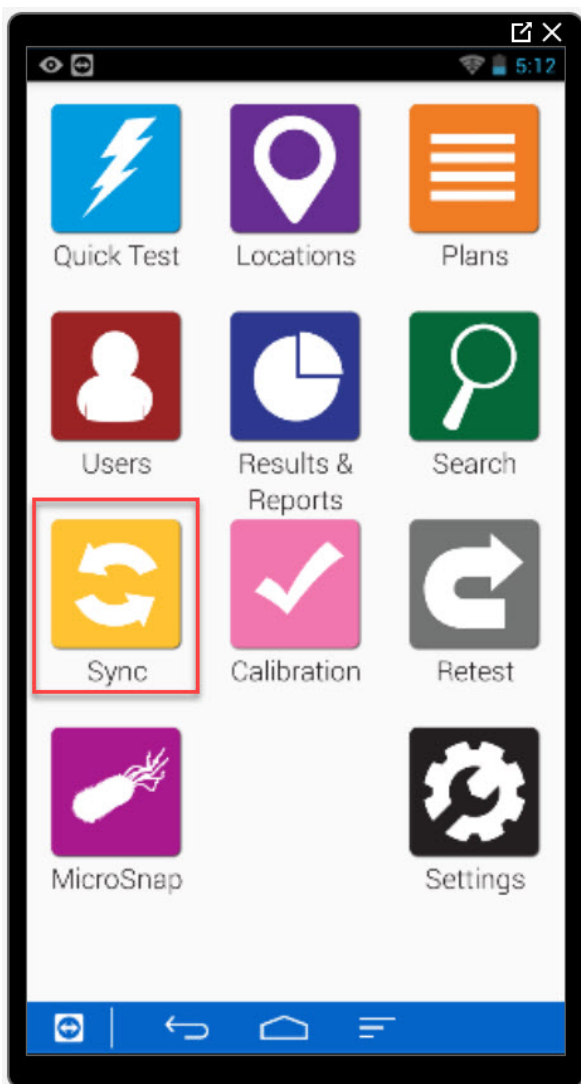 5:12
Quick Test
Locations
Plans
Users
Results &
Reports
Search
Sync
Calibration
Retest
MicroSnap
Settings